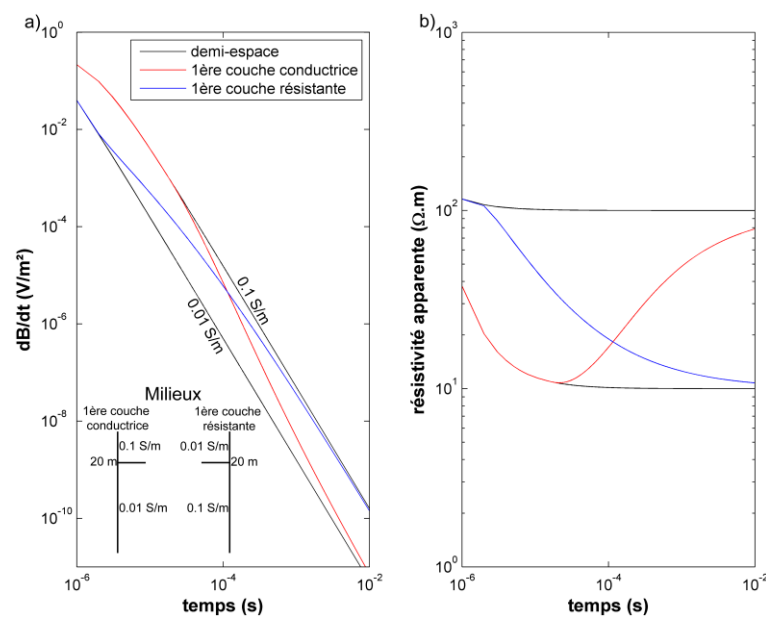 a)
10^0
10^-2
10^-4
10^-6
10^-8
10^-10
dB/dt (V/m²)
demi-espace
1ère couche conductrice
1ère couche résistante
0.1 S/m
0.01 S/m
Milieux
1ère couche conductrice
0.1 S/m
20 m
0.01 S/m
1ère couche résistante
0.01 S/m
20 m
0.1 S/m
10^-6
10^-4
10^-2
temps (s)
b)
10^3
10^2
10^1
10^0
résistivité apparente (Ω.m)
10^-6
10^-4
10^-2
temps (s)